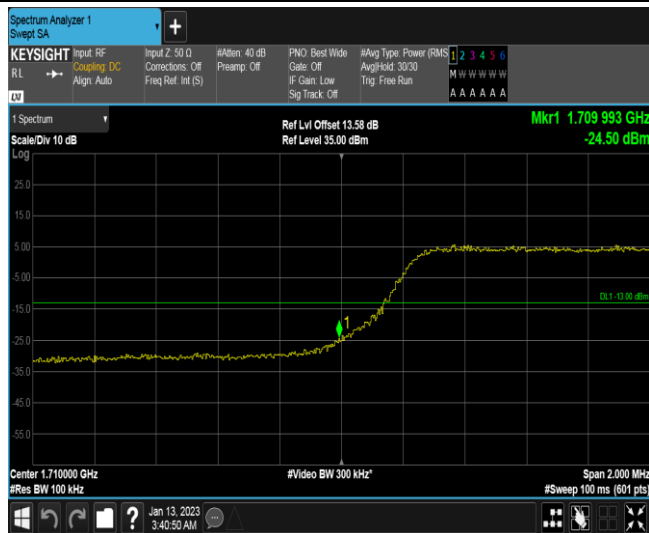 Spectrum Analyzer 1
Swept SA
+
KEYSIGHT
RL
Input: RF
Coupling: DC
Align: Auto
Input Z: 50 Ω
Corrections: Off
Freq Ref: Int (S)
#Atten: 40 dB
Preamp: Off
PNO: Best Wide
Gate: Off
IF Gain: Low
Sig Track: Off
#Avg Type: Power (RMS
Avg|Hold: 30/30
Trig: Free Run
1 2 3 4 5 6
M W W W W W
A A A A A A
1 Spectrum
Scale/Div 10 dB
Log
Ref Lvl Offset 13.58 dB
Ref Level 35.00 dBm
Mkr1 1.709 993 GHz
-24.50 dBm
25.0
15.0
5.00
-5.00
-15.0
-25.0
-35.0
-45.0
-55.0
DL1 -13.00 dBm
1
Center 1.710000 GHz
#Res BW 100 kHz
#Video BW 300 kHz*
Span 2.000 MHz
#Sweep 100 ms (601 pts)
?
Jan 13, 2023
3:40:50 AM